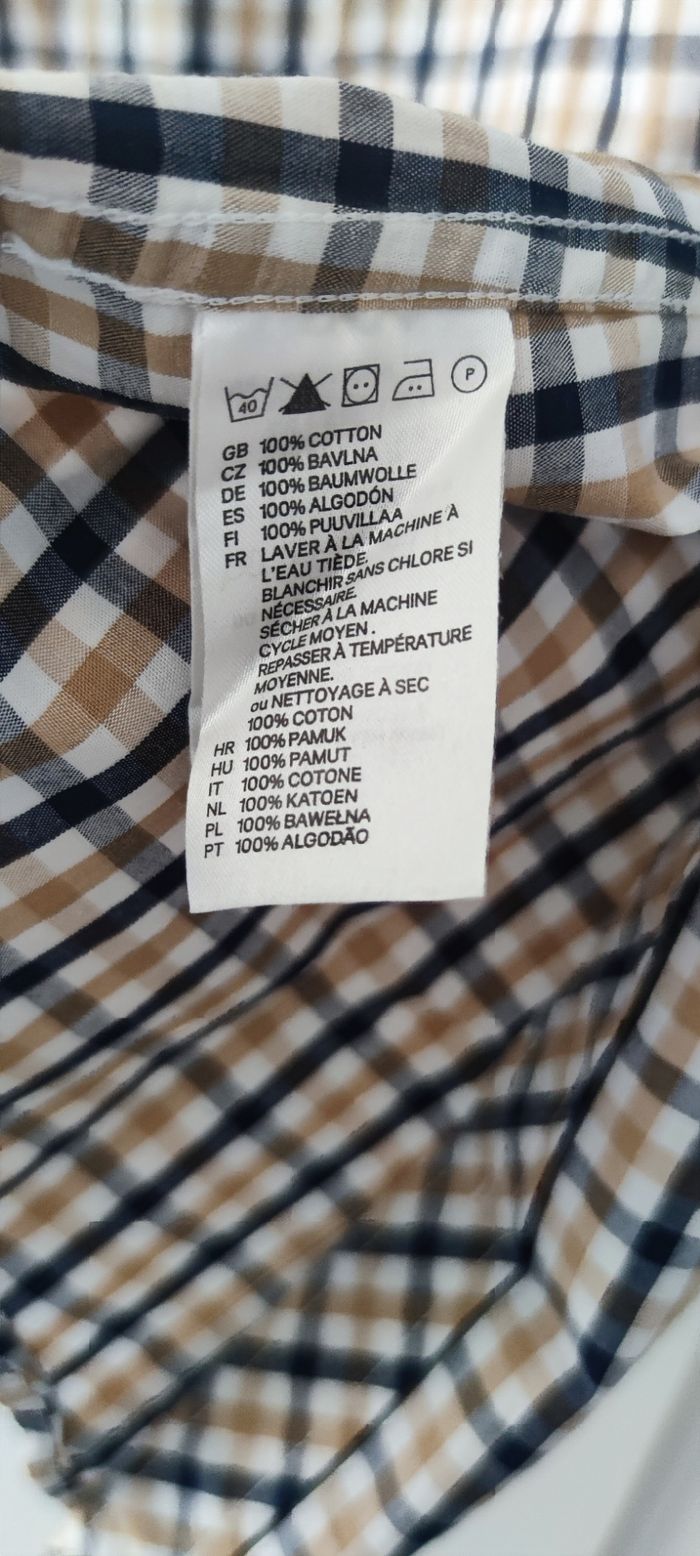 40 P
GB 100% COTTON
CZ 100% BAVLNA
DE 100% BAUMWOLLE
ES 100% ALGODÓN
FI 100% PUUVILLAA
FR LAVER À LA MACHINE À
L'EAU TIÈDE.
BLANCHIR SANS CHLORE SI
NÉCESSAIRE.
SÉCHER À LA MACHINE
CYCLE MOYEN.
REPASSER À TEMPÉRATURE
MOYENNE.
ou NETTOYAGE À SEC
100% COTON
HR 100% PAMUK
HU 100% PAMUT
IT 100% COTONE
NL 100% KATOEN
PL 100% BAWEŁNA
PT 100% ALGODÃO